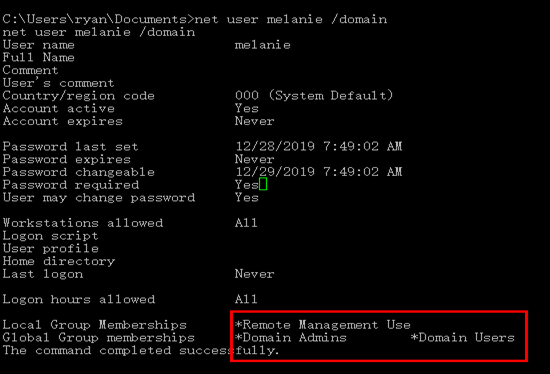 C:\Users\ryan\Documents>net user melanie /domain
net user melanie /domain
User name melanie
Full Name
Comment
User's comment
Country/region code 000 (System Default)
Account active Yes
Account expires Never
Password last set 12/28/2019 7:49:02 AM
Password expires Never
Password changeable 12/29/2019 7:49:02 AM
Password required Yes
User may change password Yes
Workstations allowed All
Logon script
User profile
Home directory
Last logon Never
Logon hours allowed All
Local Group Memberships *Remote Management Use
Global Group memberships *Domain Admins *Domain Users
The command completed successfully.